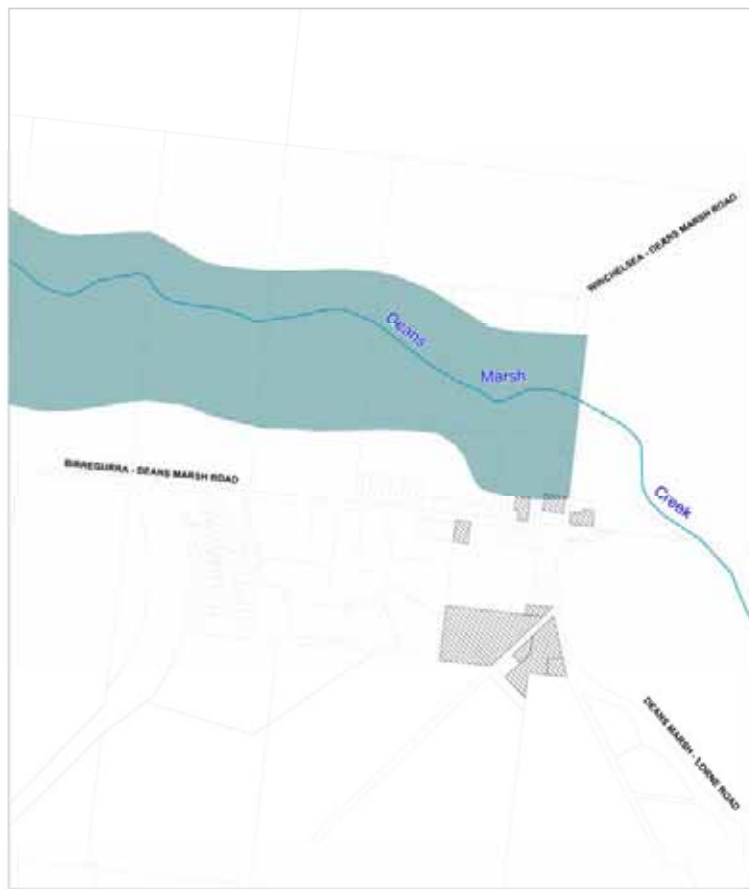 WINCHELSEA - DEANS MARSH ROAD
Deans
Marsh
BIRREGURRA - DEANS MARSH ROAD
Creek
DEANS MARSH - LORNE ROAD